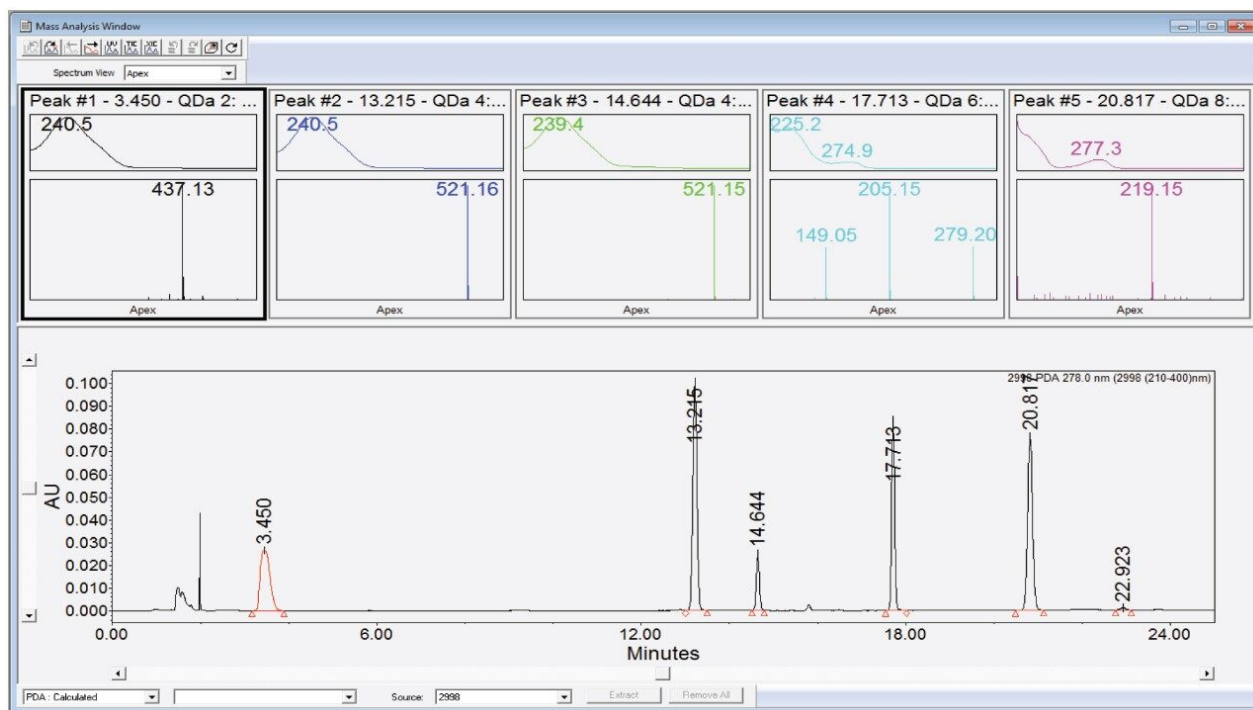 Mass Analysis Window
UV TIC XIC
Spectrum View Apex
Peak #1 - 3.450 - QDa 2: ...
240.5
437.13
Apex
Peak #2 - 13.215 - QDa 4:...
240.5
521.16
Apex
Peak #3 - 14.644 - QDa 4:...
239.4
521.15
Apex
Peak #4 - 17.713 - QDa 6:...
225.2
274.9
205.15
149.05
279.20
Apex
Peak #5 - 20.817 - QDa 8:...
277.3
219.15
Apex
2998 PDA 278.0 nm (2998 (210-400)nm)
AU
0.100
0.090
0.080
0.070
0.060
0.050
0.040
0.030
0.020
0.010
0.000
3.450
13.215
14.644
17.713
20.817
22.923
0.00 6.00 12.00 18.00 24.00
Minutes
PDA : Calculated Source: 2998 Extract Remove All